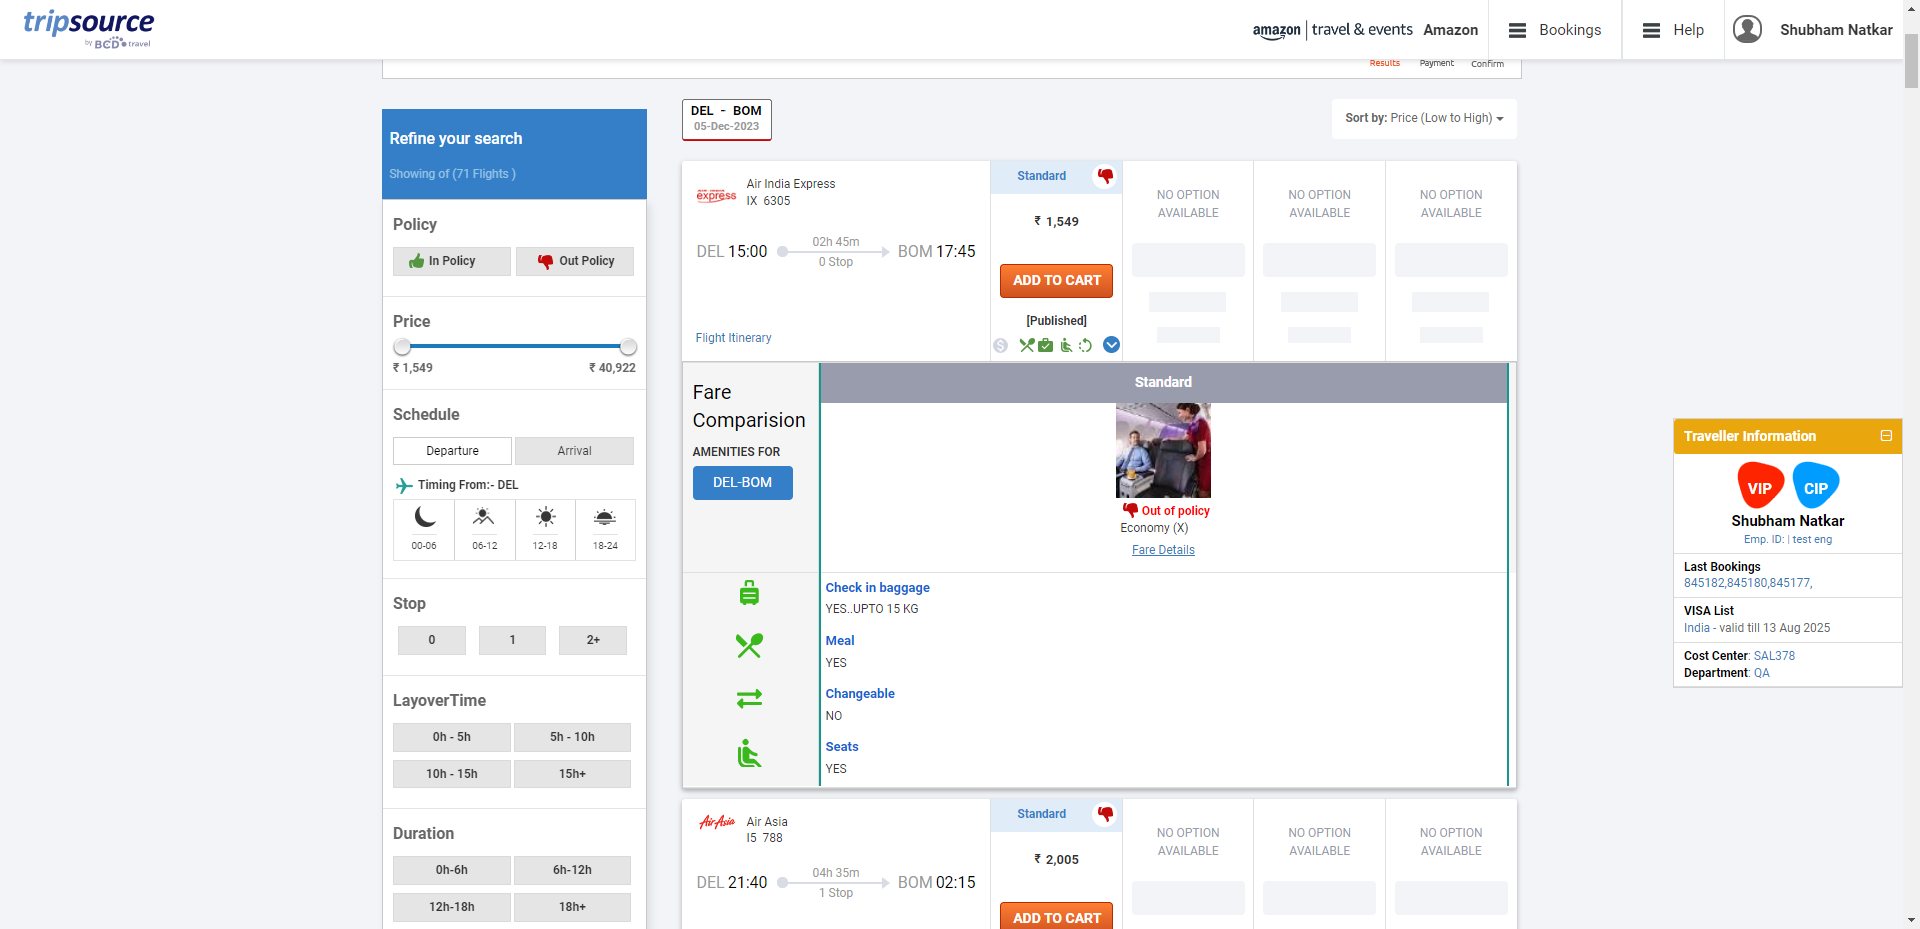 tripsource
by BCD travel
amazon | travel & events Amazon
Bookings
Help
Shubham Natkar
Results Payment Confirm
Refine your search
Showing of (71 Flights )
Policy
In Policy
Out Policy
Price
₹ 1,549 ₹ 40,922
Schedule
Departure
Arrival
Timing From:- DEL
00-06 06-12 12-18 18-24
Stop
0 1 2+
LayoverTime
0h - 5h 5h - 10h
10h - 15h 15h+
Duration
0h-6h 6h-12h
12h-18h 18h+
DEL - BOM
05-Dec-2023
Sort by: Price (Low to High)
express
Air India Express
IX 6305
DEL 15:00
02h 45m
0 Stop
BOM 17:45
Flight Itinerary
Standard
₹ 1,549
ADD TO CART
[Published]
NO OPTION
AVAILABLE
NO OPTION
AVAILABLE
NO OPTION
AVAILABLE
Fare
Comparision
AMENITIES FOR
DEL-BOM
Standard
Out of policy
Economy (X)
Fare Details
Check in baggage
YES..UPTO 15 KG
Meal
YES
Changeable
NO
Seats
YES
AirAsia
Air Asia
I5 788
DEL 21:40
04h 35m
1 Stop
BOM 02:15
Standard
₹ 2,005
ADD TO CART
NO OPTION
AVAILABLE
NO OPTION
AVAILABLE
NO OPTION
AVAILABLE
Traveller Information
VIP CIP
Shubham Natkar
Emp. ID: | test eng
Last Bookings
845182,845180,845177,
VISA List
India - valid till 13 Aug 2025
Cost Center: SAL378
Department: QA